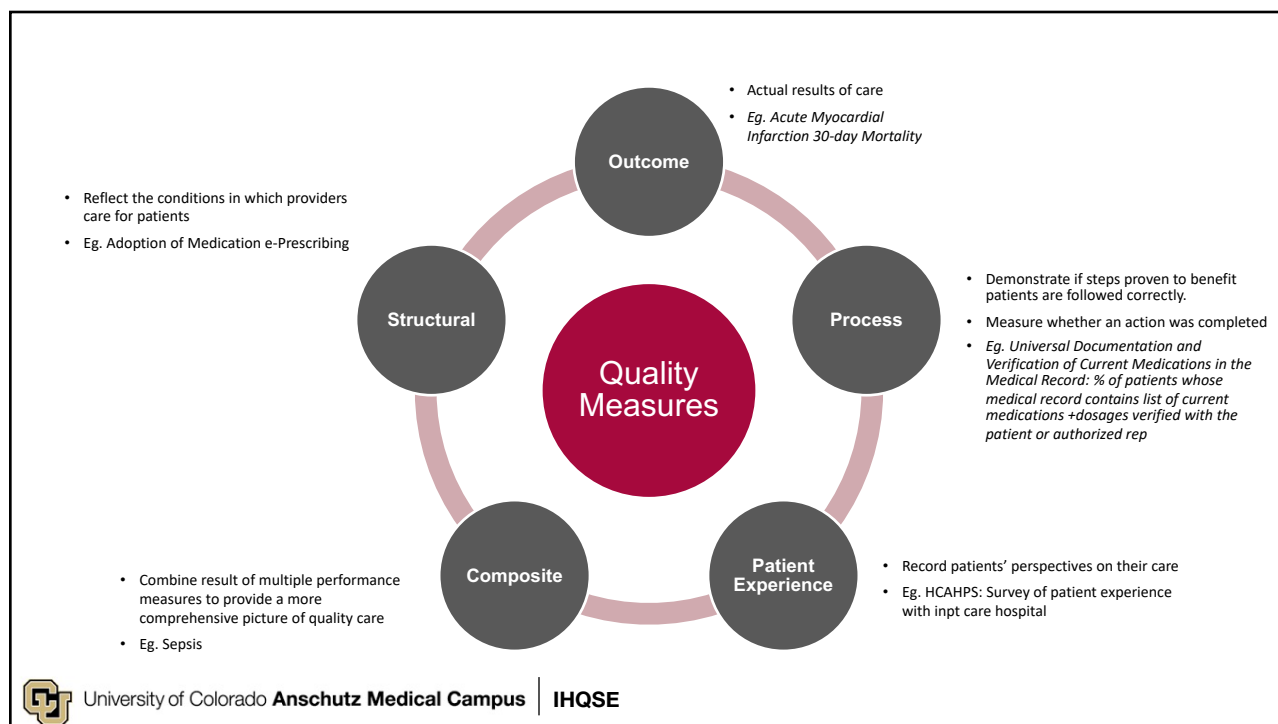 Outcome
• Actual results of care
• Eg. Acute Myocardial
Infarction 30-day Mortality
Process
• Demonstrate if steps proven to benefit
patients are followed correctly.
• Measure whether an action was completed
• Eg. Universal Documentation and
Verification of Current Medications in the
Medical Record: % of patients whose
medical record contains list of current
medications +dosages verified with the
patient or authorized rep
Patient
Experience
• Record patients’ perspectives on their care
• Eg. HCAHPS: Survey of patient experience
with inpt care hospital
Composite
• Combine result of multiple performance
measures to provide a more
comprehensive picture of quality care
• Eg. Sepsis
Structural
• Reflect the conditions in which providers
care for patients
• Eg. Adoption of Medication e-Prescribing
Quality
Measures
CU University of Colorado Anschutz Medical Campus | IHQSE